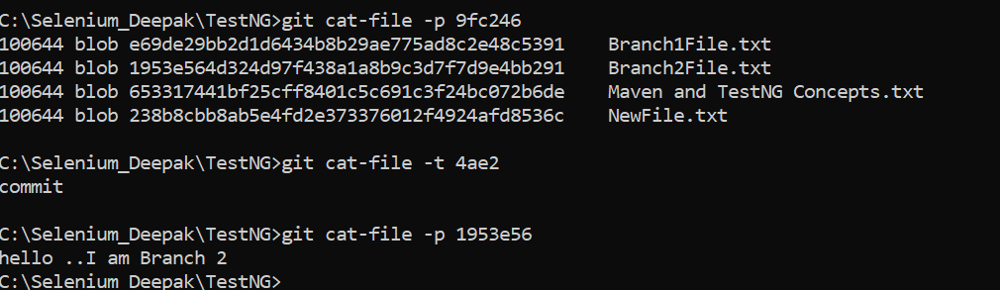 C:\Selenium_Deepak\TestNG>git cat-file -p 9fc246
100644 blob e69de29bb2d1d6434b8b29ae775ad8c2e48c5391    Branch1File.txt
100644 blob 1953e564d324d97f438a1a8b9c3d7f7d9e4bb291    Branch2File.txt
100644 blob 653317441bf25cff8401c5c691c3f24bc072b6de    Maven and TestNG Concepts.txt
100644 blob 238b8cbb8ab5e4fd2e373376012f4924afd8536c    NewFile.txt
C:\Selenium_Deepak\TestNG>git cat-file -t 4ae2
commit
C:\Selenium_Deepak\TestNG>git cat-file -p 1953e56
hello ..I am Branch 2
C:\Selenium_Deepak\TestNG>